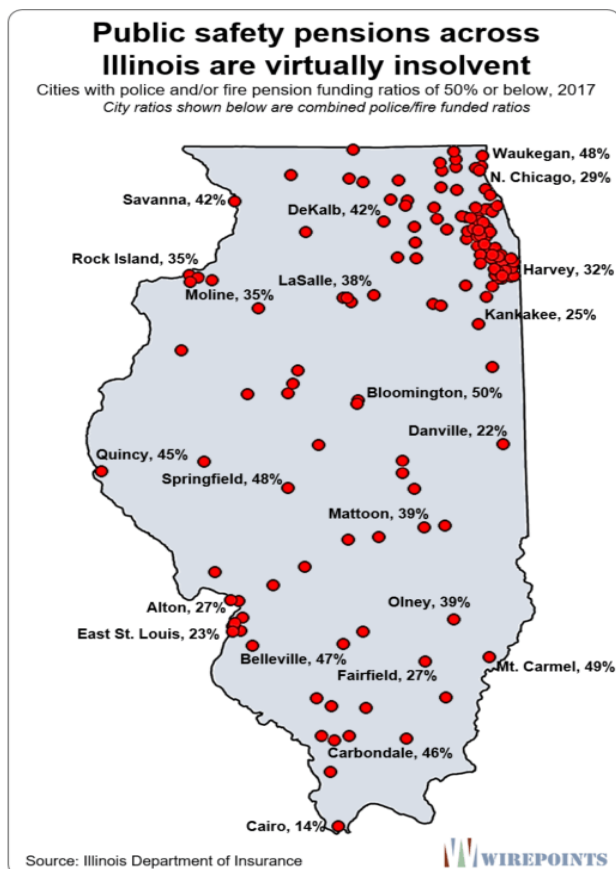 Public safety pensions across
Illinois are virtually insolvent
Cities with police and/or fire pension funding ratios of 50% or below, 2017
City ratios shown below are combined police/fire funded ratios
Waukegan, 48%
N. Chicago, 29%
Savanna, 42%
DeKalb, 42%
Rock Island, 35%
Harvey, 32%
LaSalle, 38%
Moline, 35%
Kankakee, 25%
Bloomington, 50%
Danville, 22%
Quincy, 45%
Springfield, 48%
Mattoon, 39%
Olney, 39%
Alton, 27%
East St. Louis, 23%
Belleville, 47%
Mt. Carmel, 49%
Fairfield, 27%
Carbondale, 46%
Cairo, 14%
Source: Illinois Department of Insurance
WIREPOINTS